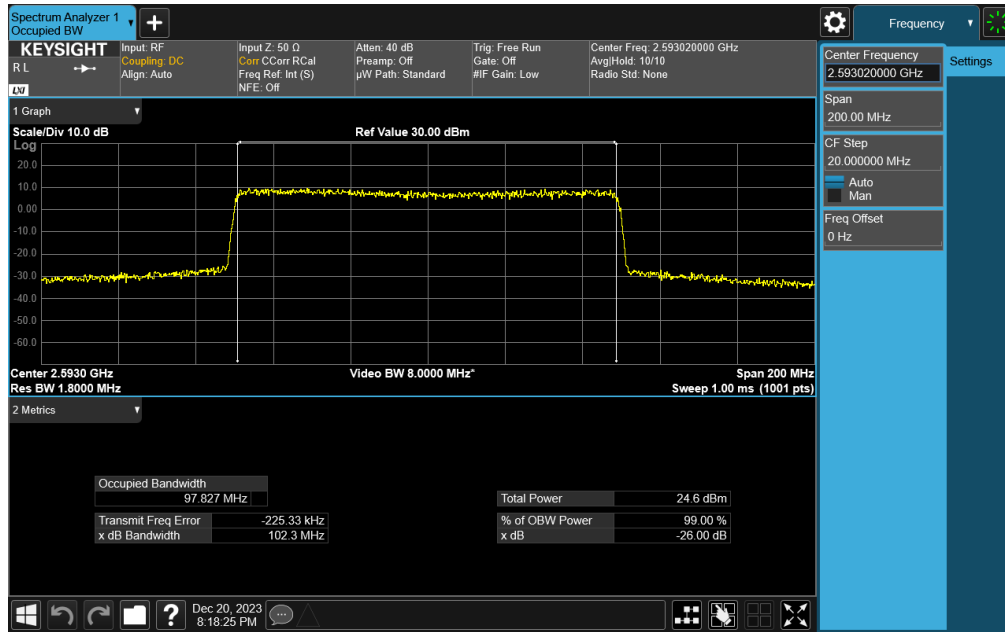 Spectrum Analyzer 1
Occupied BW
Frequency
KEYSIGHT
R L
LXI
Input: RF
Coupling: DC
Align: Auto
Input Z: 50 Ω
Corr CCorr RCal
Freq Ref: Int (S)
NFE: Off
Atten: 40 dB
Preamp: Off
µW Path: Standard
Trig: Free Run
Gate: Off
#IF Gain: Low
Center Freq: 2.593020000 GHz
Avg|Hold: 10/10
Radio Std: None
Center Frequency
2.593020000 GHz
Settings
Span
200.00 MHz
CF Step
20.000000 MHz
Auto
Man
Freq Offset
0 Hz
1 Graph
Scale/Div 10.0 dB
Ref Value 30.00 dBm
Log
20.0
10.0
0.00
-10.0
-20.0
-30.0
-40.0
-50.0
-60.0
Center 2.5930 GHz
Video BW 8.0000 MHz*
Span 200 MHz
Res BW 1.8000 MHz
Sweep 1.00 ms (1001 pts)
2 Metrics
Occupied Bandwidth
97.827 MHz
Transmit Freq Error -225.33 kHz
x dB Bandwidth 102.3 MHz
Total Power 24.6 dBm
% of OBW Power 99.00 %
x dB -26.00 dB
Dec 20, 2023
8:18:25 PM